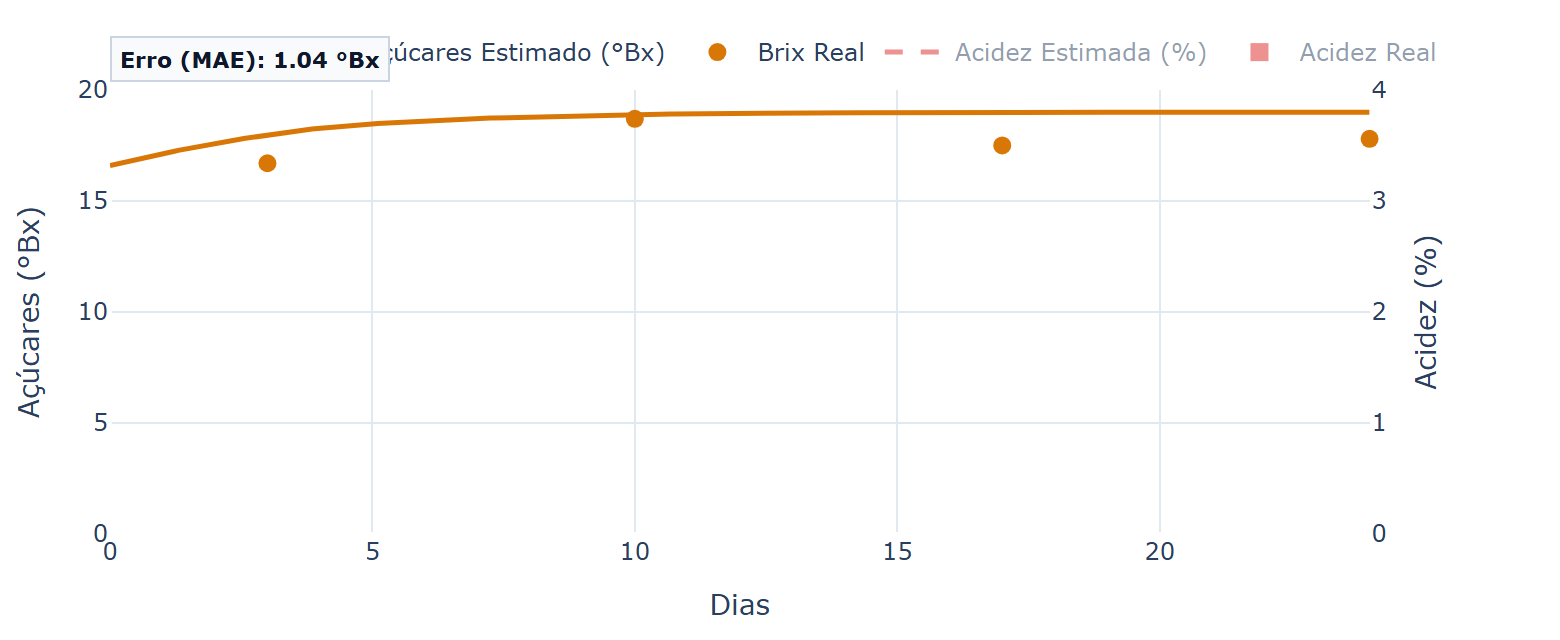 Erro (MAE): 1.04 °Bx
çúcares Estimado (°Bx)
Brix Real
Acidez Estimada (%)
Acidez Real
20
15
10
5
0
Açúcares (°Bx)
4
3
2
1
0
Acidez (%)
0
5
10
15
20
Dias